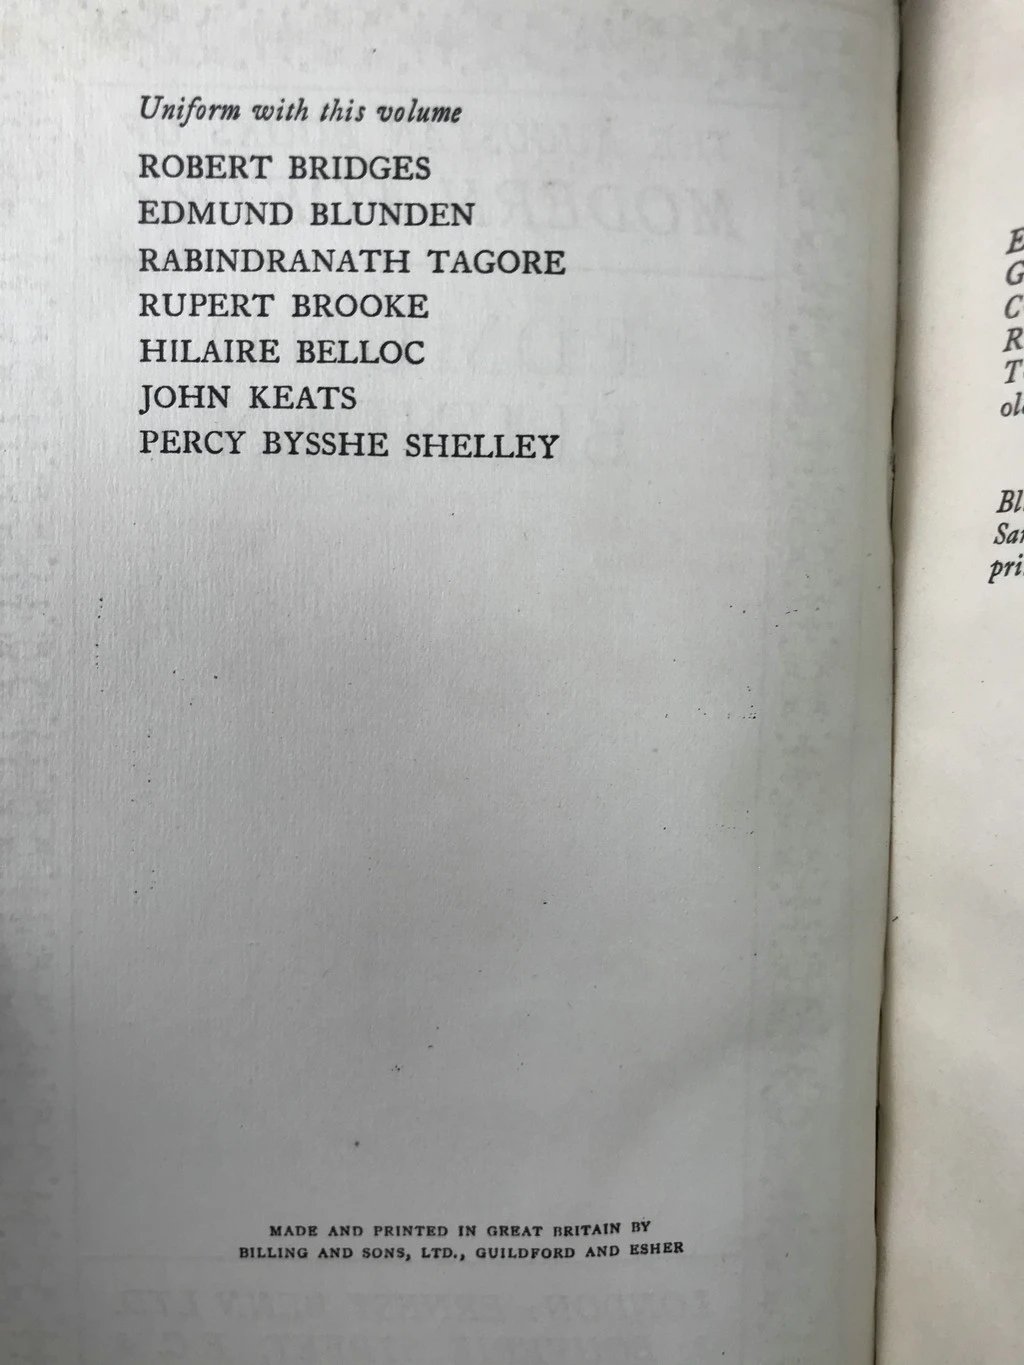 Uniform with this volume
ROBERT BRIDGES
EDMUND BLUNDEN
RABINDRANATH TAGORE
RUPERT BROOKE
HILAIRE BELLOC
JOHN KEATS
PERCY BYSSHE SHELLEY
MADE AND PRINTED IN GREAT BRITAIN BY
BILLING AND SONS, LTD., GUILDFORD AND ESHER